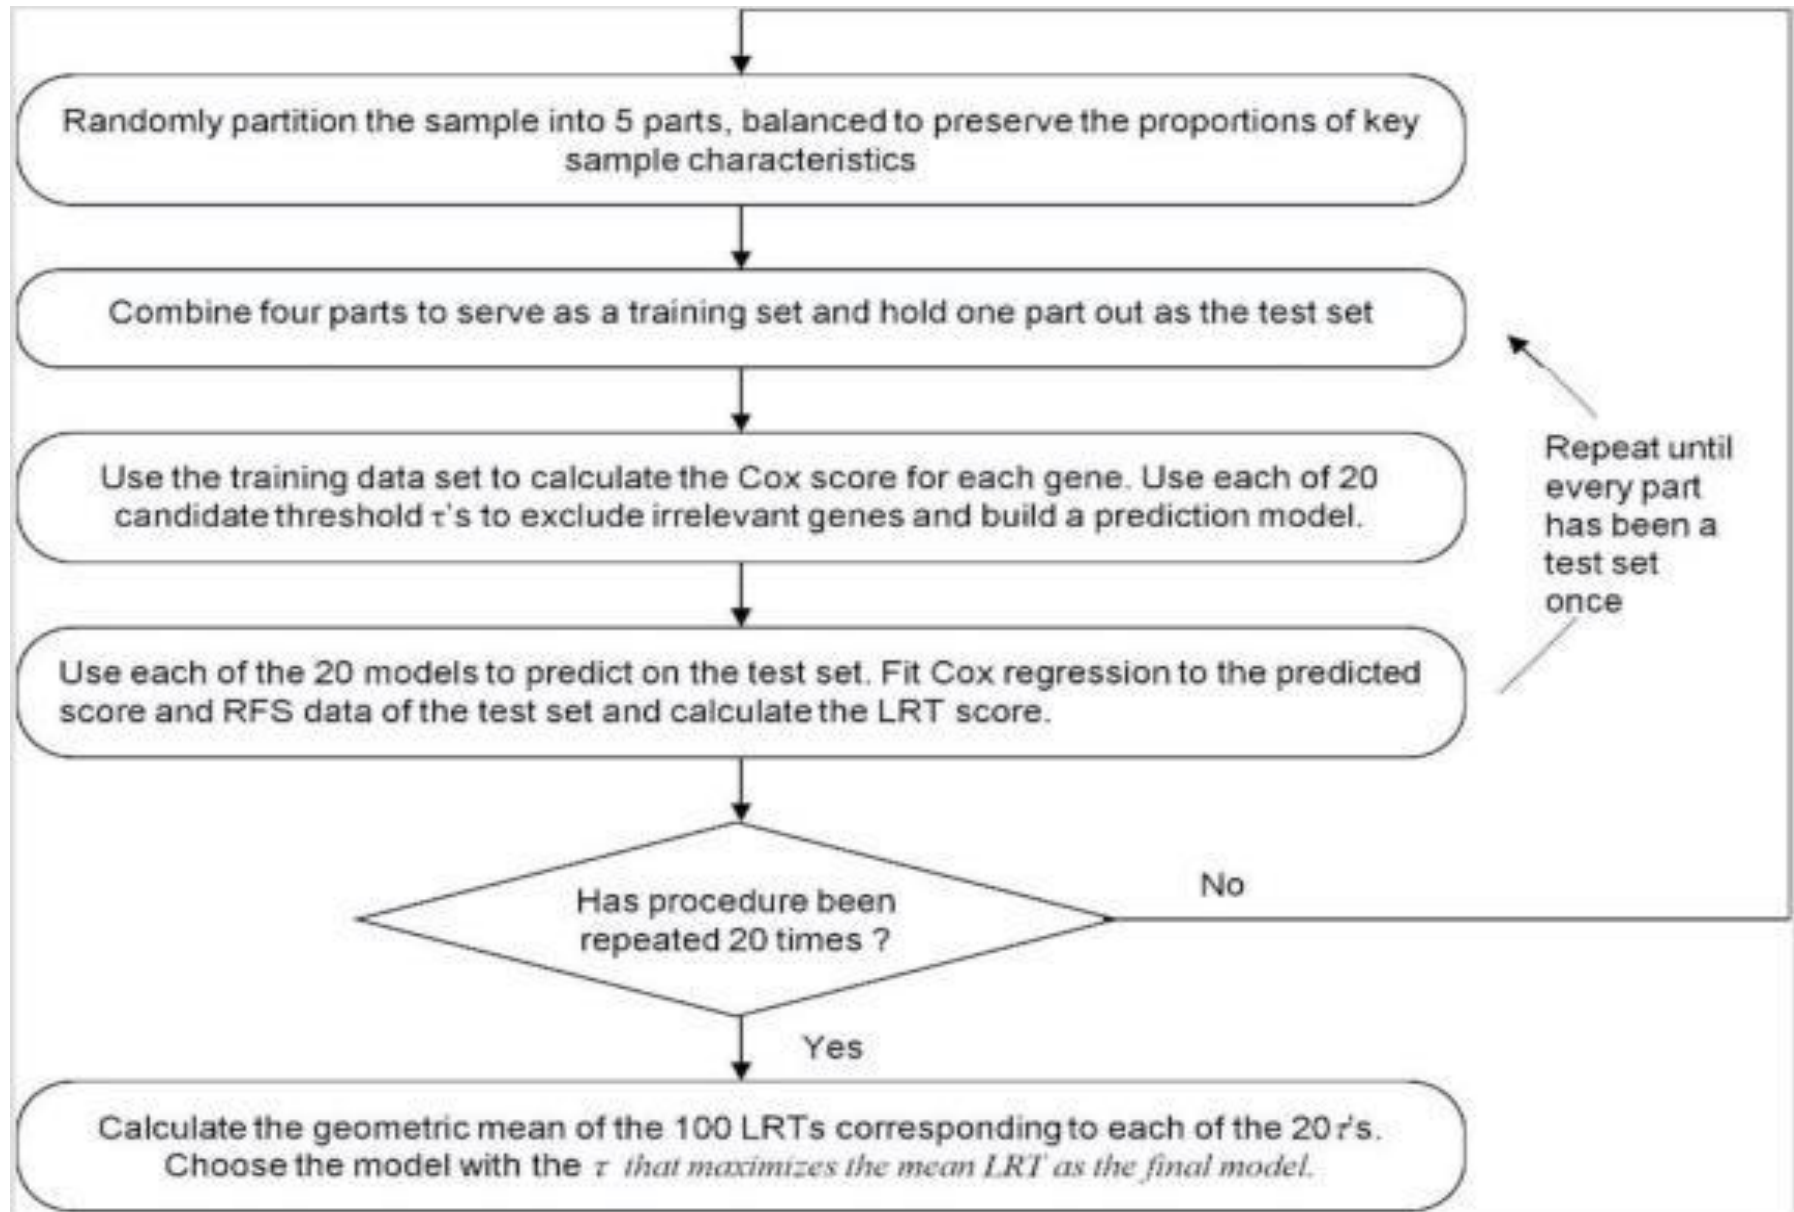 Randomly partition the sample into 5 parts, balanced to preserve the proportions of key
sample characteristics
Combine four parts to serve as a training set and hold one part out as the test set
Use the training data set to calculate the Cox score for each gene. Use each of 20
candidate threshold τ's to exclude irrelevant genes and build a prediction model.
Repeat until
every part
has been a
test set
once
Use each of the 20 models to predict on the test set. Fit Cox regression to the predicted
score and RFS data of the test set and calculate the LRT score.
Has procedure been
repeated 20 times ?
No
Yes
Calculate the geometric mean of the 100 LRTs corresponding to each of the 20 τ's.
Choose the model with the τ that maximizes the mean LRT as the final model.